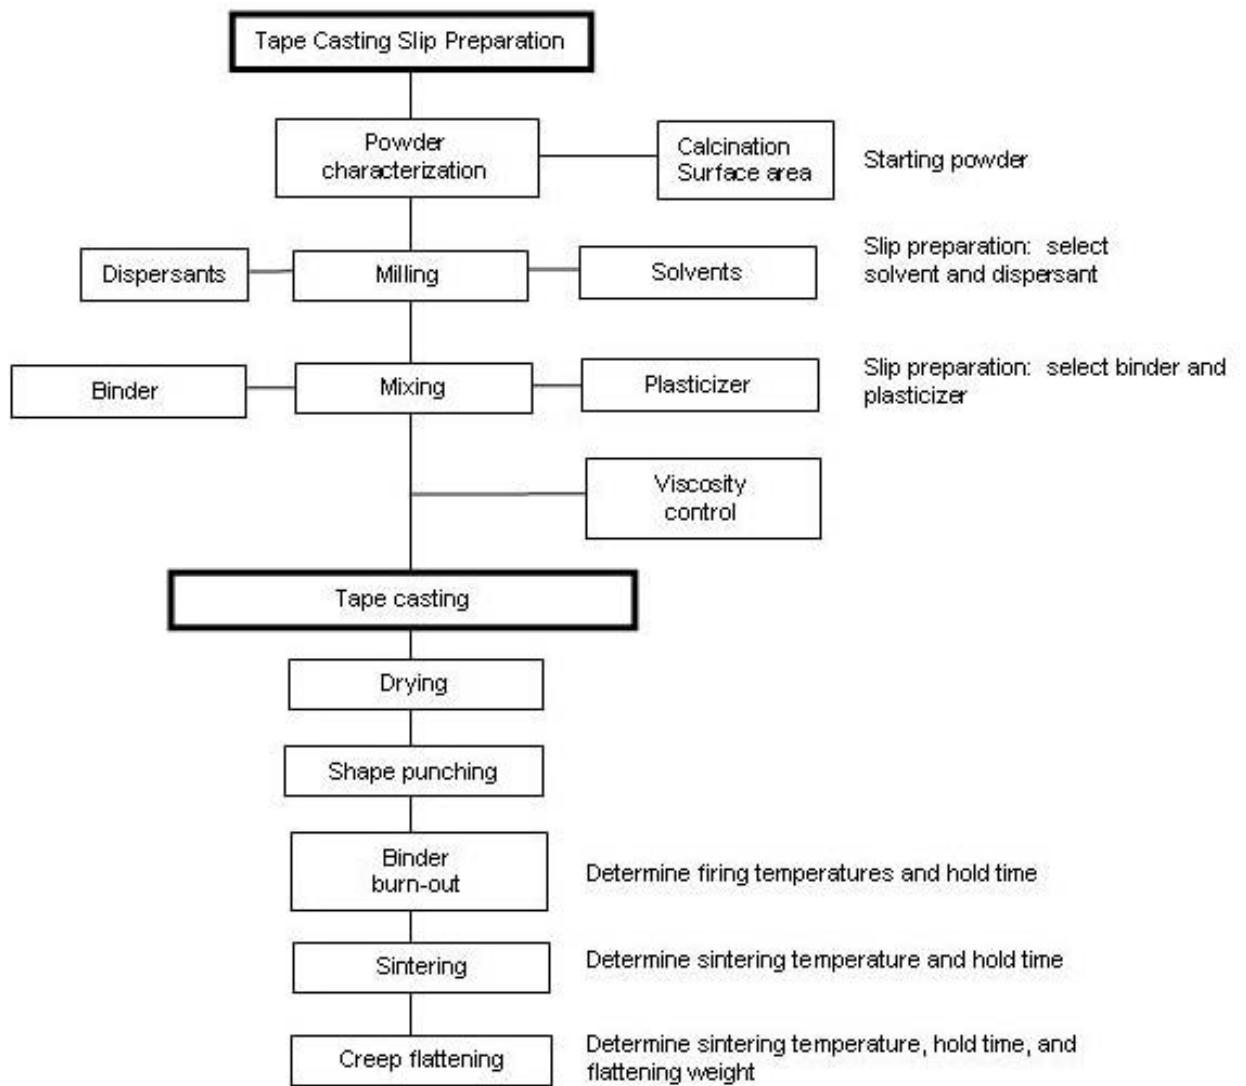 Tape Casting Slip Preparation
Powder
characterization
Calcination
Surface area
Starting powder
Dispersants
Milling
Solvents
Slip preparation: select
solvent and dispersant
Binder
Mixing
Plasticizer
Slip preparation: select binder and
plasticizer
Viscosity
control
Tape casting
Drying
Shape punching
Binder
burn-out
Determine firing temperatures and hold time
Sintering
Determine sintering temperature and hold time
Creep flattening
Determine sintering temperature, hold time, and
flattening weight